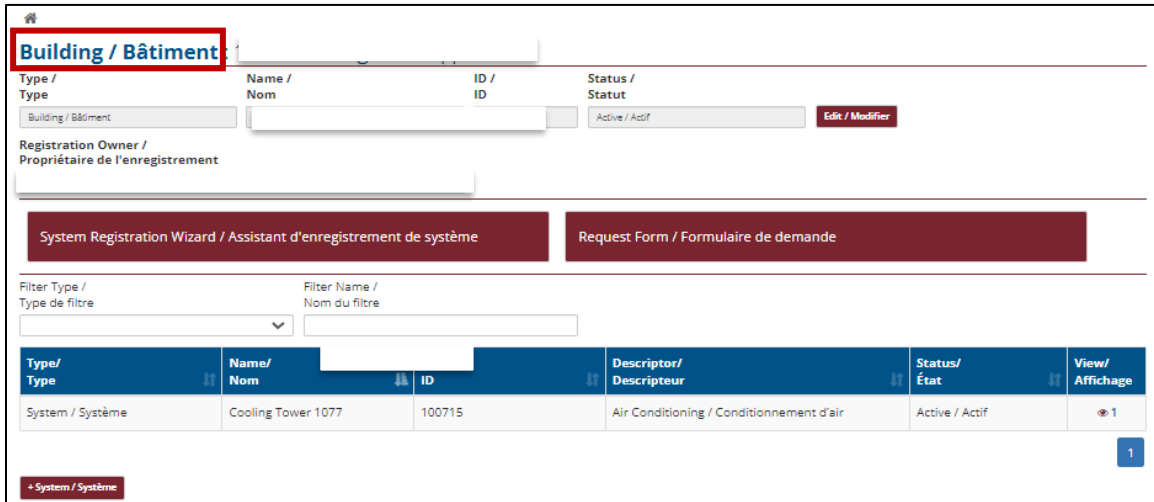 Building / Bâtiment :
Type / Name / ID / Status /
Type Nom ID Statut
Building / Bâtiment Active / Actif Edit / Modifier
Registration Owner /
Propriétaire de l'enregistrement
System Registration Wizard / Assistant d'enregistrement de système Request Form / Formulaire de demande
Filter Type / Filter Name /
Type de filtre Nom du filtre
Type/ Name/ Descriptor/ Status/ View/
Type Nom ID Descripteur État Affichage
System / Système Cooling Tower 1077 100715 Air Conditioning / Conditionnement d'air Active / Actif 1
1
+ System / Système